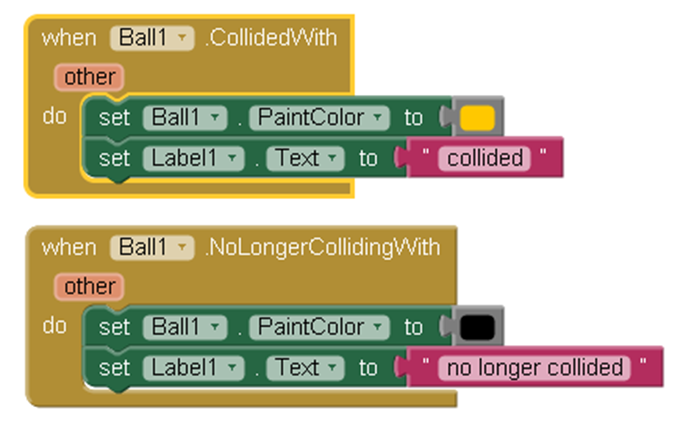 when Ball1 .CollidedWith
other
do set Ball1 . PaintColor to
set Label1 . Text to " collided "
when Ball1 .NoLongerCollidingWith
other
do set Ball1 . PaintColor to
set Label1 . Text to " no longer collided "